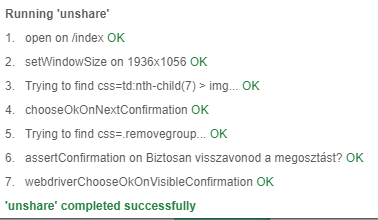 Running 'unshare'
1. open on /index OK
2. setWindowSize on 1936x1056 OK
3. Trying to find css=td:nth-child(7) > img... OK
4. chooseOkOnNextConfirmation OK
5. Trying to find css=.removegroup... OK
6. assertConfirmation on Biztosan visszavonod a megosztást? OK
7. webdriverChooseOkOnVisibleConfirmation OK
'unshare' completed successfully